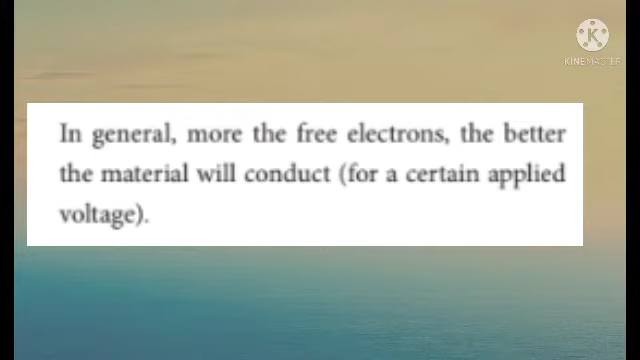 KINEMASTER
In general, more the free electrons, the better
the material will conduct (for a certain applied
voltage).